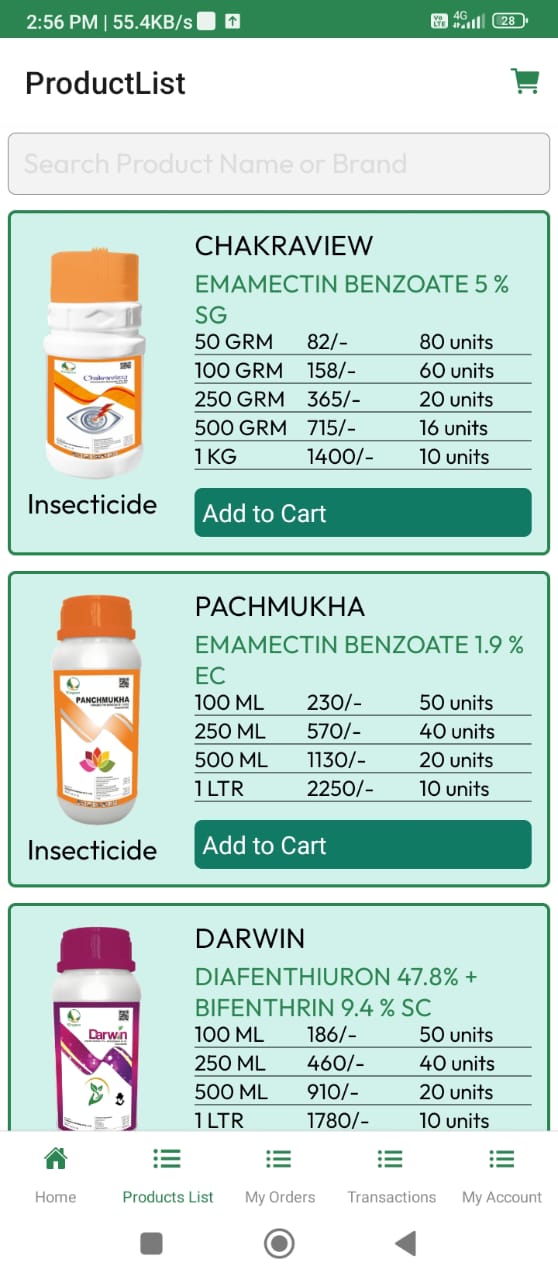 2:56 PM | 55.4KB/s
Vo LTE 4G 28
ProductList
Search Product Name or Brand
CHAKRAVIEW
EMAMECTIN BENZOATE 5 %
SG
50 GRM 82/- 80 units
100 GRM 158/- 60 units
250 GRM 365/- 20 units
500 GRM 715/- 16 units
1 KG 1400/- 10 units
Insecticide
Add to Cart
PACHMUKHA
EMAMECTIN BENZOATE 1.9 %
EC
PANCHMUKHA
100 ML 230/- 50 units
250 ML 570/- 40 units
500 ML 1130/- 20 units
1 LTR 2250/- 10 units
Insecticide
Add to Cart
DARWIN
DIAFENTHIURON 47.8% +
BIFENTHRIN 9.4 % SC
Darwin
100 ML 186/- 50 units
250 ML 460/- 40 units
500 ML 910/- 20 units
1 LTR 1780/- 10 units
Home
Products List
My Orders
Transactions
My Account